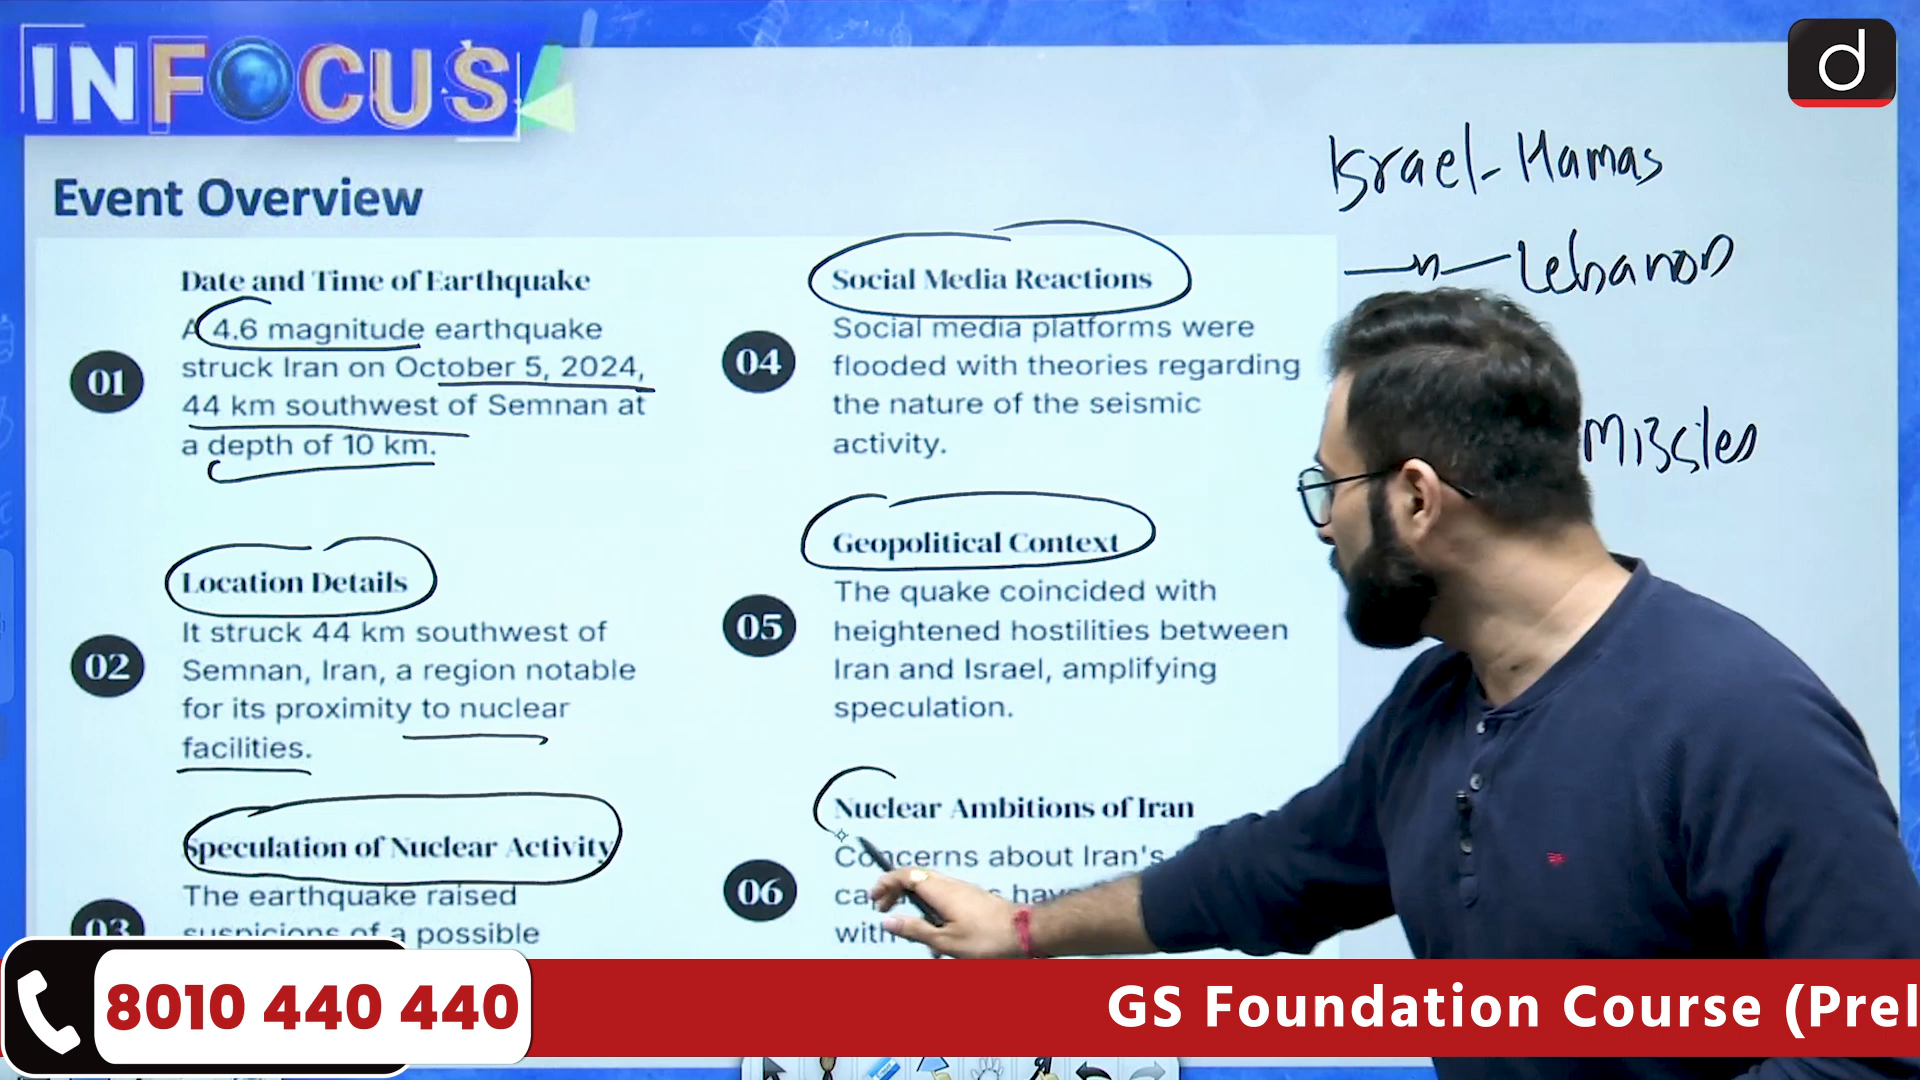 INFOCUS
d
Event Overview
01
Date and Time of Earthquake
A 4.6 magnitude earthquake
struck Iran on October 5, 2024,
44 km southwest of Semnan at
a depth of 10 km.
02
Location Details
It struck 44 km southwest of
Semnan, Iran, a region notable
for its proximity to nuclear
facilities.
03
Speculation of Nuclear Activity
The earthquake raised
suspicions of a possible
04
Social Media Reactions
Social media platforms were
flooded with theories regarding
the nature of the seismic
activity.
05
Geopolitical Context
The quake coincided with
heightened hostilities between
Iran and Israel, amplifying
speculation.
06
Nuclear Ambitions of Iran
Concerns about Iran's
with
Israel-Hamas
—n—Lebanon
Missiles
8010 440 440
GS Foundation Course (Prel